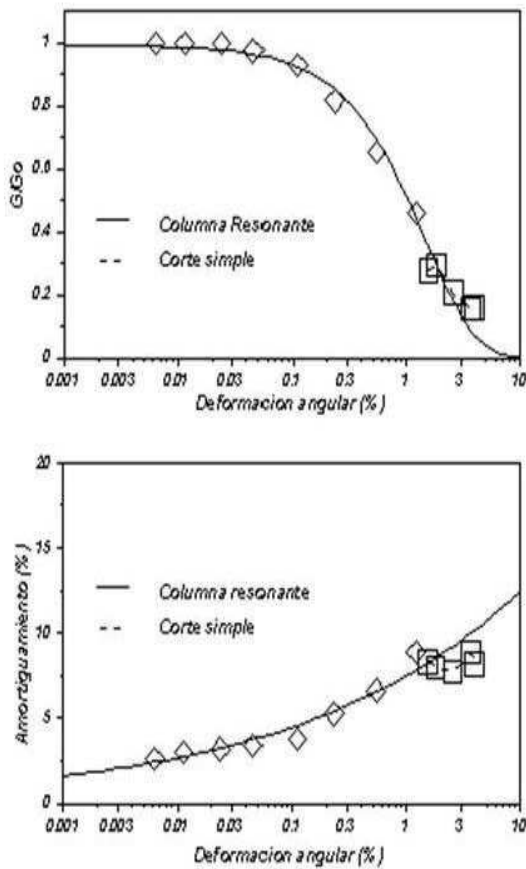 1
0.8
0.6
G/Go
0.4
0.2
0
Columna Resonante
Corte simple
0.001 0.003 0.01 0.03 0.1 0.3 1 3 10
Deformacion angular (%)
20
15
Amortiguamiento (%)
10
5
0
Columna resonante
Corte simple
0.001 0.003 0.01 0.03 0.1 0.3 1 3 10
Deformacion angular (%)